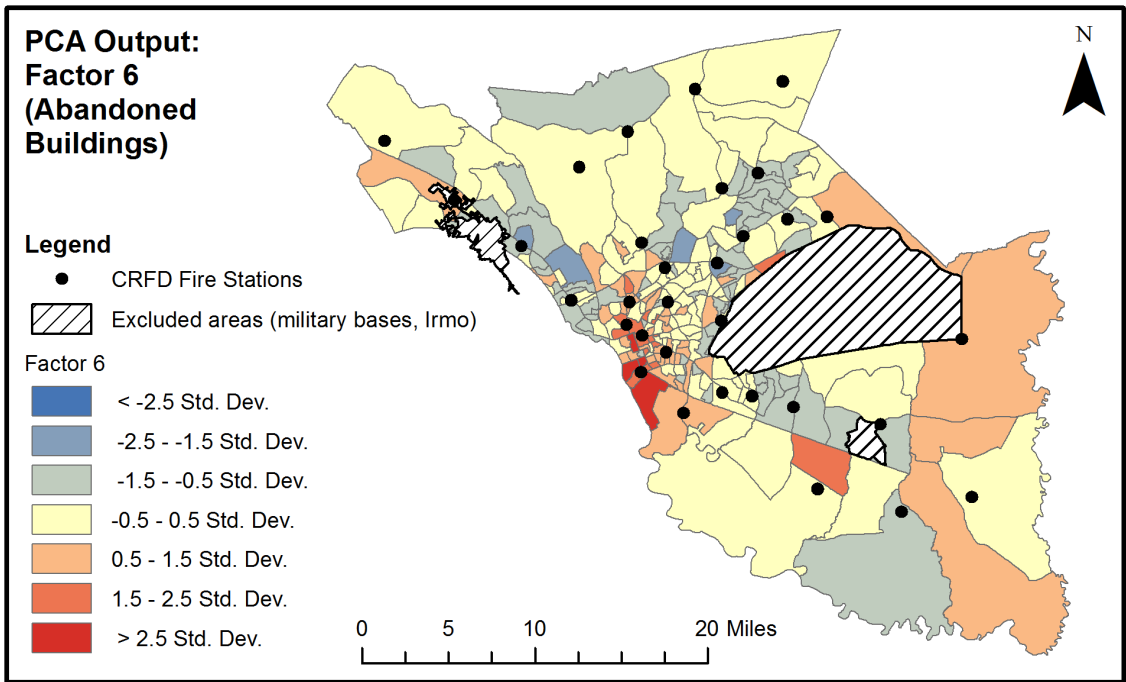 PCA Output:
Factor 6
(Abandoned
Buildings)
N
Legend
CRFD Fire Stations
Excluded areas (military bases, Irmo)
Factor 6
< -2.5 Std. Dev.
-2.5 - -1.5 Std. Dev.
-1.5 - -0.5 Std. Dev.
-0.5 - 0.5 Std. Dev.
0.5 - 1.5 Std. Dev.
1.5 - 2.5 Std. Dev.
> 2.5 Std. Dev.
0 5 10 20 Miles